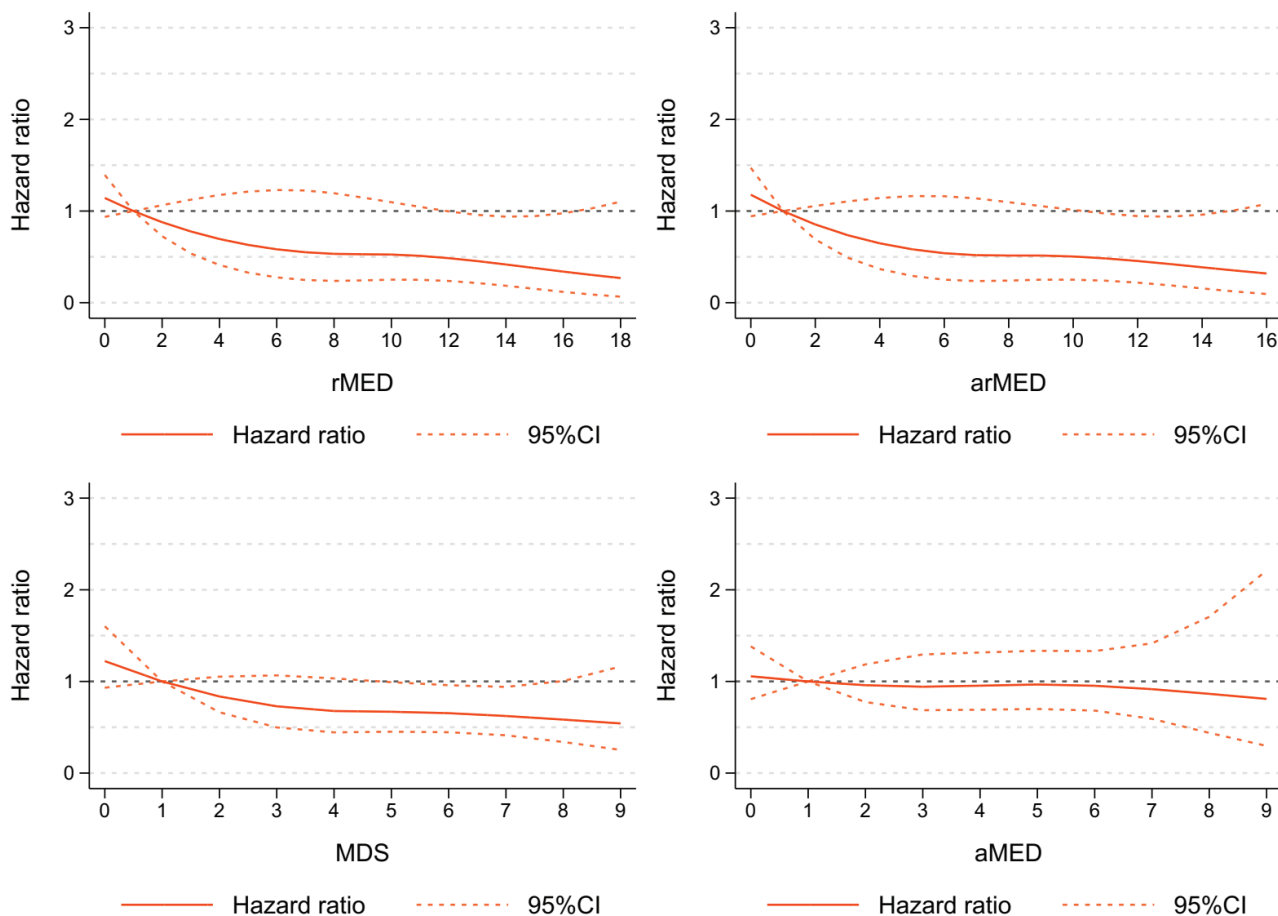 3
2
1
0
Hazard ratio
0 2 4 6 8 10 12 14 16 18
rMED
Hazard ratio 95%CI
3
2
1
0
Hazard ratio
0 2 4 6 8 10 12 14 16
arMED
Hazard ratio 95%CI
3
2
1
0
Hazard ratio
0 1 2 3 4 5 6 7 8 9
MDS
Hazard ratio 95%CI
3
2
1
0
Hazard ratio
0 1 2 3 4 5 6 7 8 9
aMED
Hazard ratio 95%CI